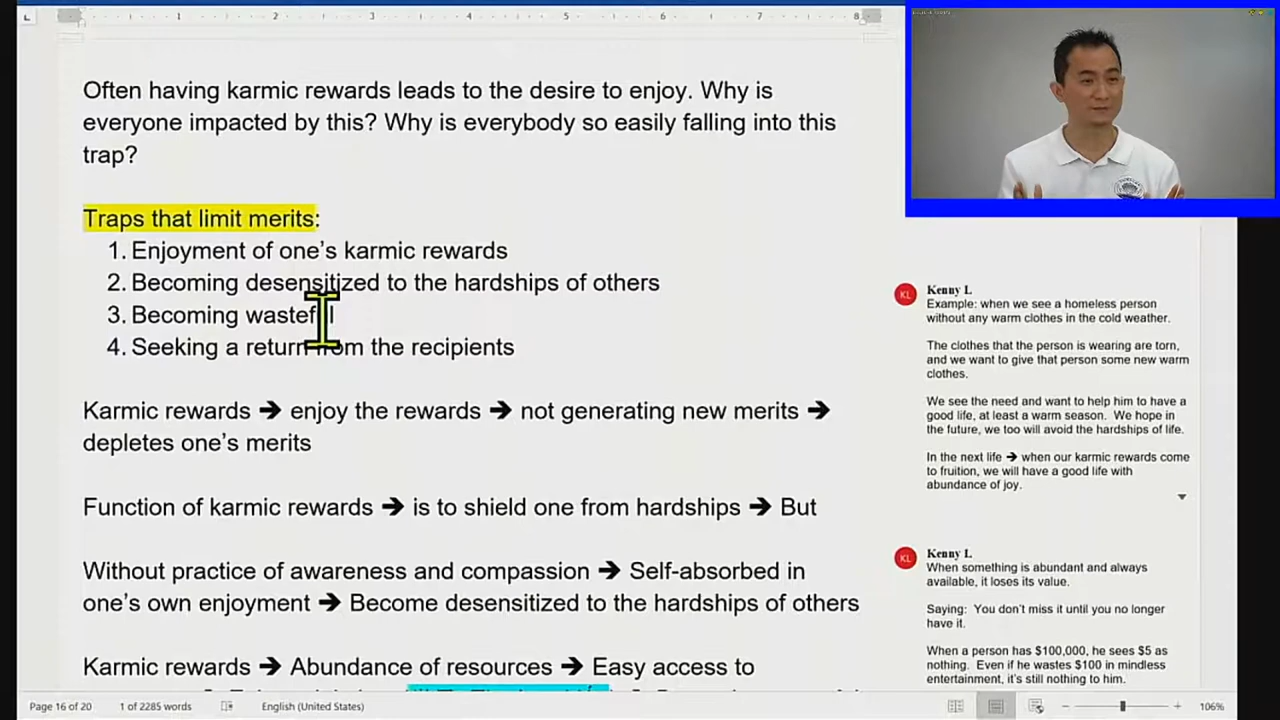 1 2 3 4 5 6 7 8
Often having karmic rewards leads to the desire to enjoy. Why is
everyone impacted by this? Why is everybody so easily falling into this
trap?
Traps that limit merits:
1. Enjoyment of one’s karmic rewards
2. Becoming desensitized to the hardships of others
3. Becoming wasteful
4. Seeking a return from the recipients
Karmic rewards ➔ enjoy the rewards ➔ not generating new merits ➔
depletes one’s merits
Function of karmic rewards ➔ is to shield one from hardships ➔ But
Without practice of awareness and compassion ➔ Self-absorbed in
one’s own enjoyment ➔ Become desensitized to the hardships of others
Karmic rewards ➔ Abundance of resources ➔ Easy access to
KL
Kenny L
Example: when we see a homeless person
without any warm clothes in the cold weather.
The clothes that the person is wearing are torn,
and we want to give that person some new warm
clothes.
We see the need and want to help him to have a
good life, at least a warm season. We hope in
the future, we too will avoid the hardships of life.
In the next life ➔ when our karmic rewards come
to fruition, we will have a good life with
abundance of joy.
KL
Kenny L
When something is abundant and always
available, it loses its value.
Saying: You don’t miss it until you no longer
have it.
When a person has $100,000, he sees $5 as
nothing. Even if he wastes $100 in mindless
entertainment, it’s still nothing to him.
Page 16 of 20 1 of 2285 words English (United States) 106%